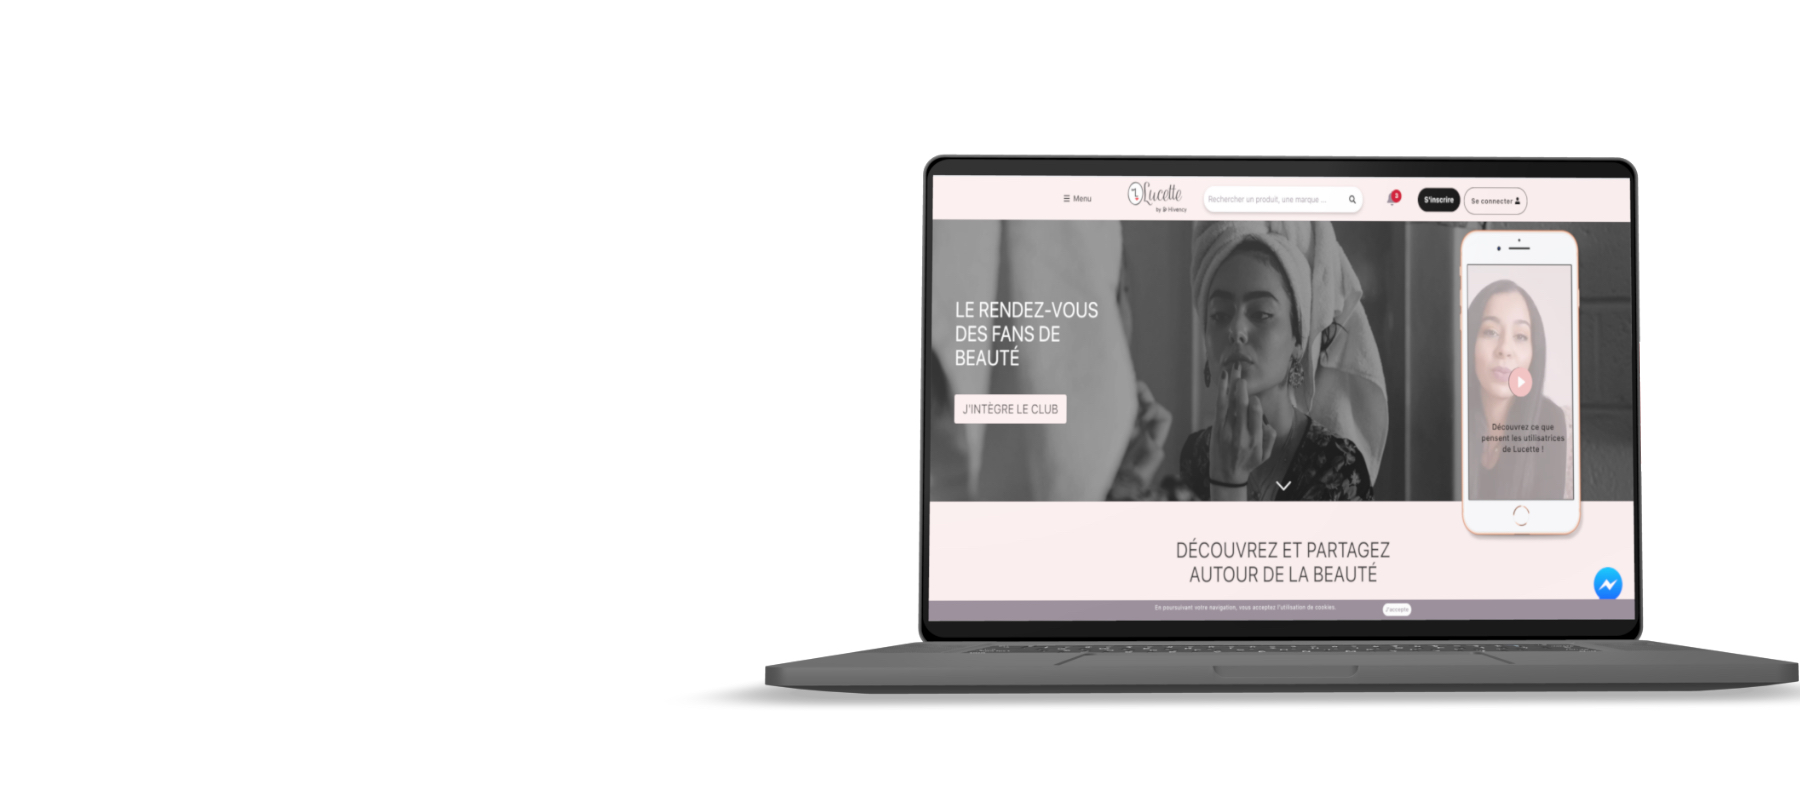 ☰ Menu
Lucette
by Hivency
Rechercher un produit, une marque ...
3
S'inscrire
Se connecter
LE RENDEZ-VOUS
DES FANS DE
BEAUTÉ
J'INTÈGRE LE CLUB
Découvrez ce que
pensent les utilisatrices
de Lucette !
DÉCOUVREZ ET PARTAGEZ
AUTOUR DE LA BEAUTÉ
En poursuivant votre navigation, vous acceptez l'utilisation de cookies.
J'accepte